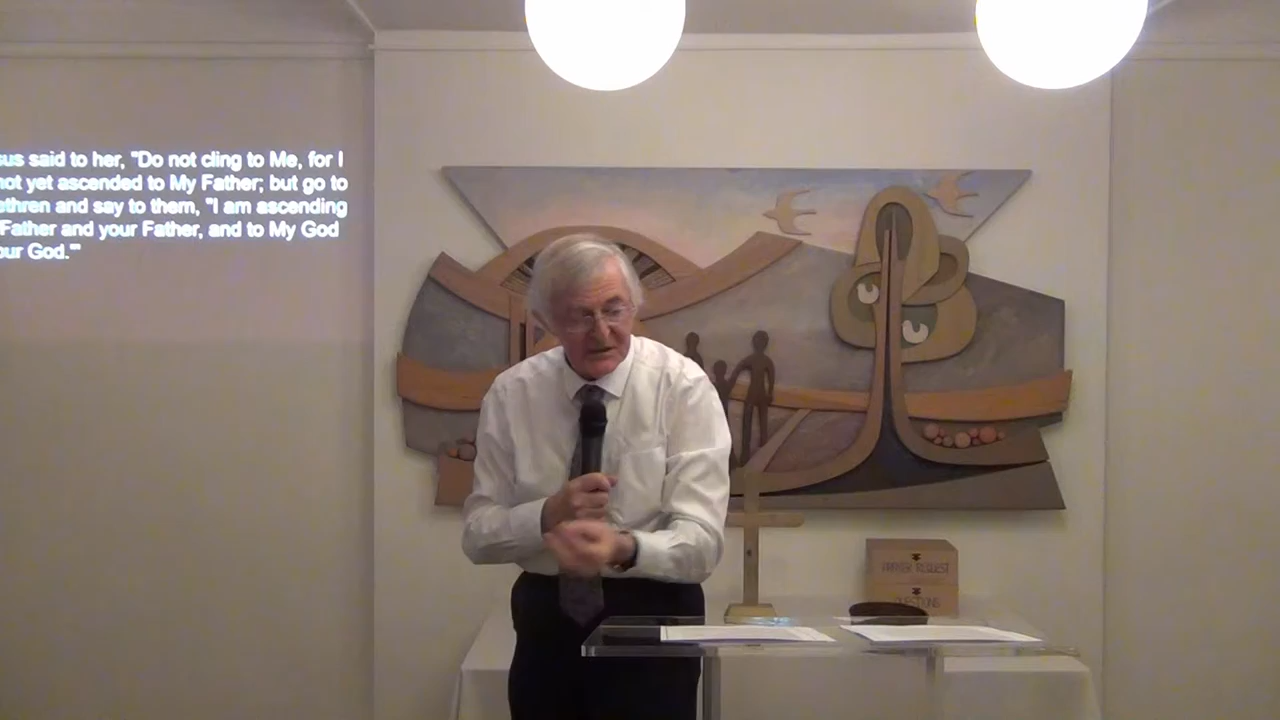 sus said to her, "Do not cling to Me, for I
not yet ascended to My Father; but go to
ethren and say to them, "I am ascending
Father and your Father, and to My God
our God.'"
PRAYER REQUEST
QUESTIONS